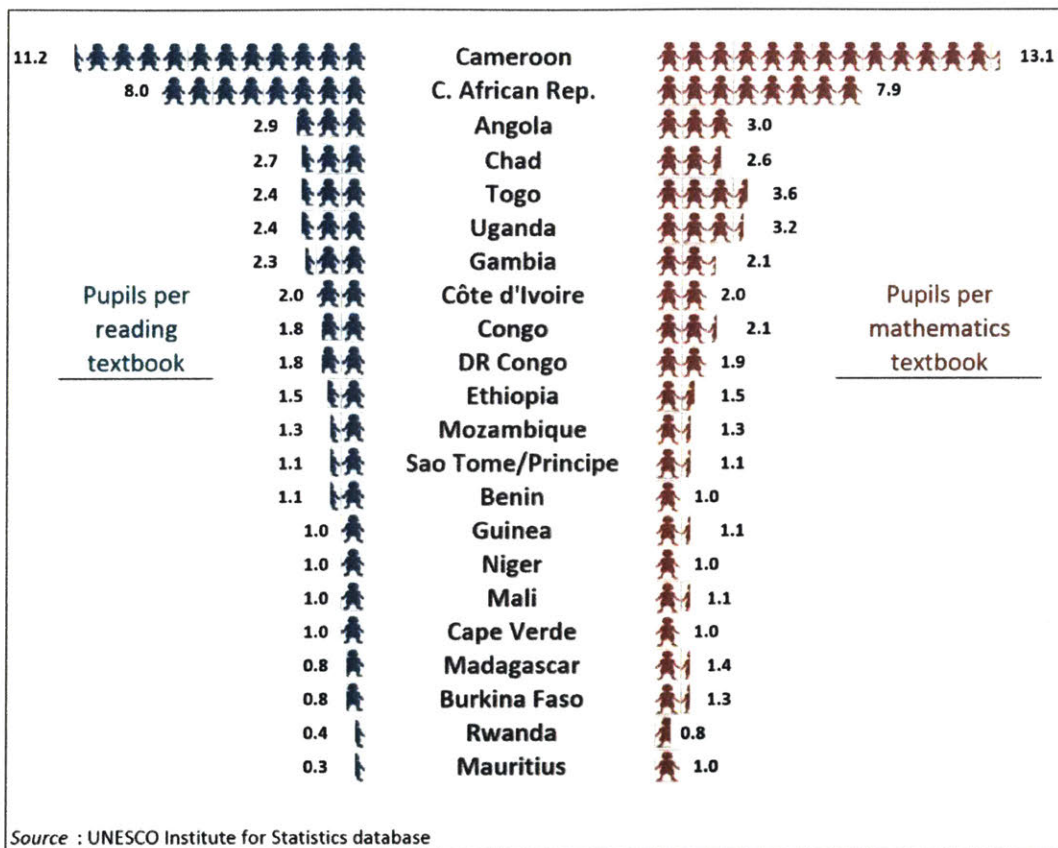 11.2 Cameroon 13.1
8.0 C. African Rep. 7.9
2.9 Angola 3.0
2.7 Chad 2.6
2.4 Togo 3.6
2.4 Uganda 3.2
2.3 Gambia 2.1
Pupils per 2.0 Côte d'Ivoire 2.0 Pupils per
reading 1.8 Congo 2.1 mathematics
textbook 1.8 DR Congo 1.9 textbook
1.5 Ethiopia 1.5
1.3 Mozambique 1.3
1.1 Sao Tome/Principe 1.1
1.1 Benin 1.0
1.0 Guinea 1.1
1.0 Niger 1.0
1.0 Mali 1.1
1.0 Cape Verde 1.0
0.8 Madagascar 1.4
0.8 Burkina Faso 1.3
0.4 Rwanda 0.8
0.3 Mauritius 1.0
Source : UNESCO Institute for Statistics database